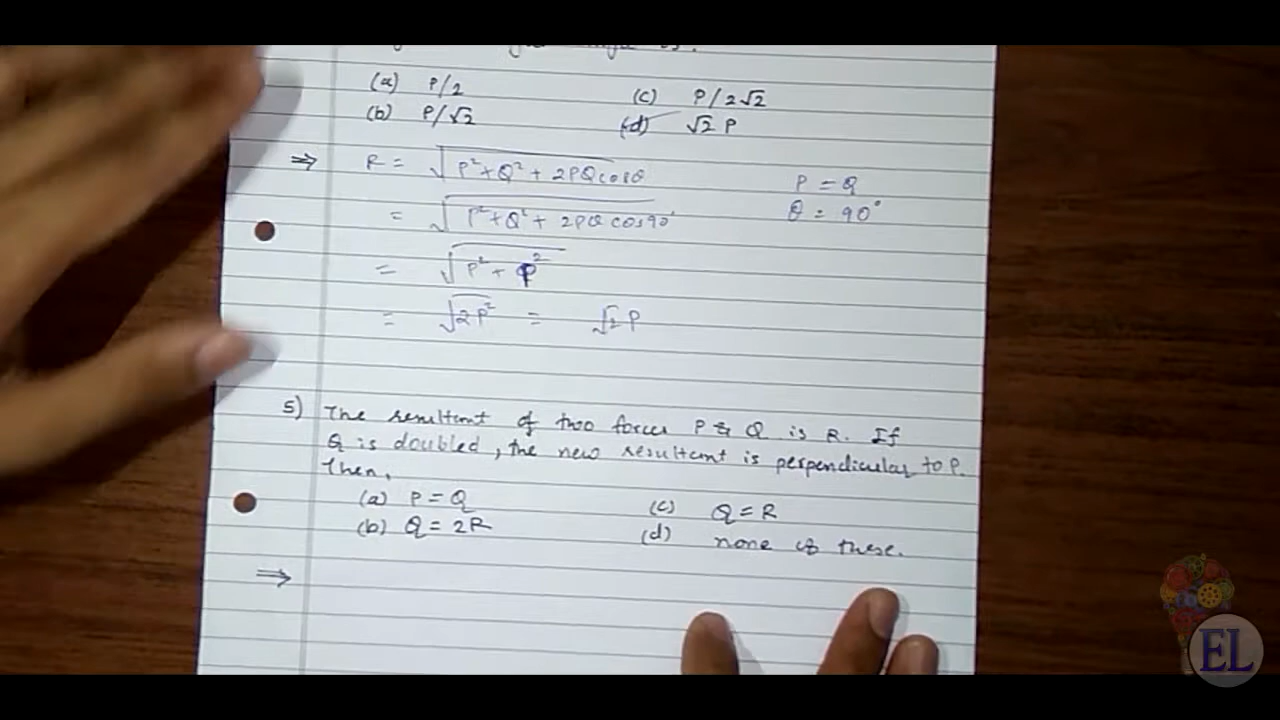 (a) P/2 (c) P/2√2
(b) P/√2 (d) √2 P
⇒ R = √P²+Q²+2PQcosθ P = Q
= √P²+Q²+2PQ cos90° θ = 90°
= √P²+P²
= √2P² = √2 P
5) The resultant of two forces P & Q is R. If
Q is doubled, the new resultant is perpendicular to P.
Then,
(a) P = Q (c) Q = R
(b) Q = 2R (d) none of these.
⇒
EL